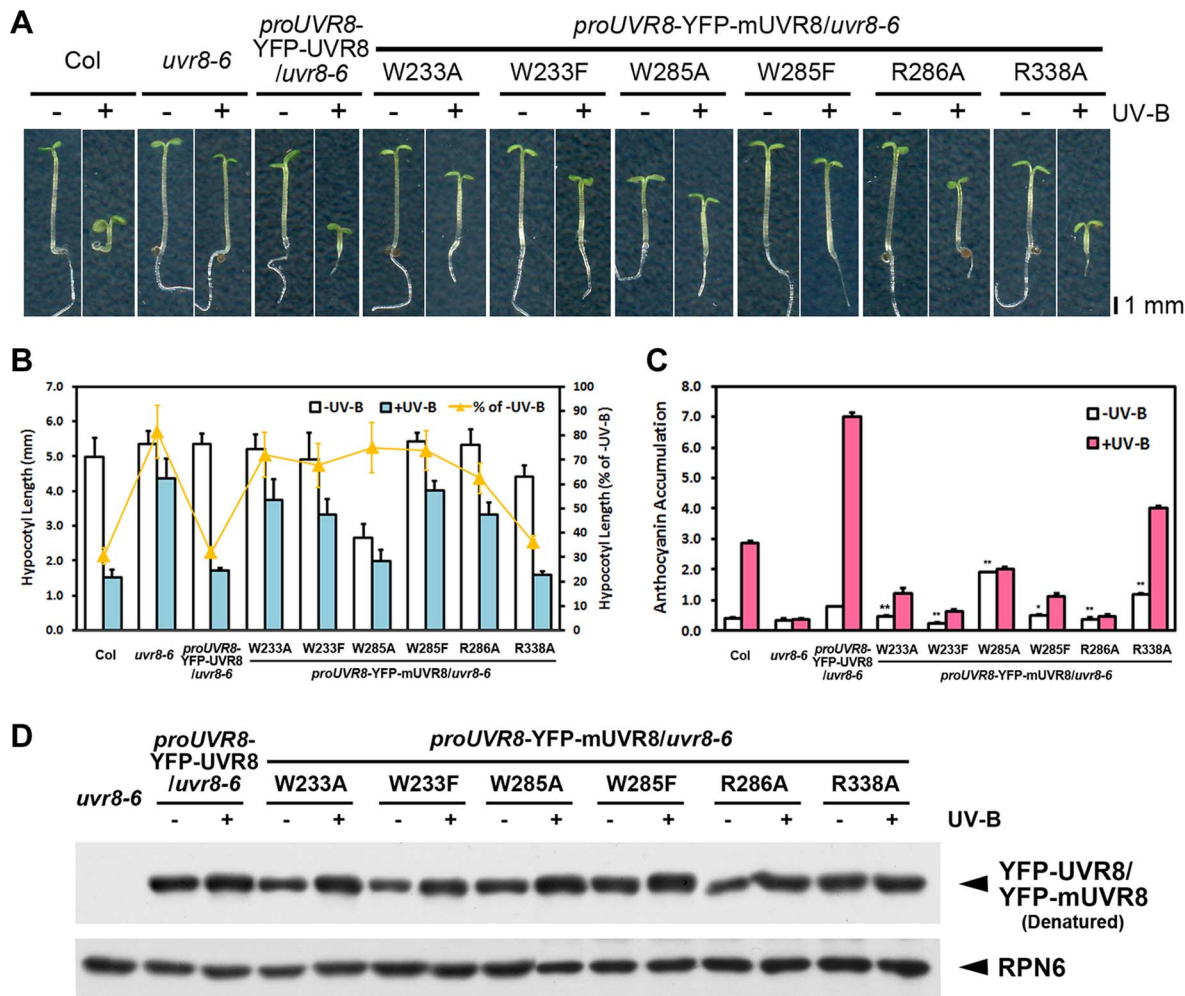 A
Col
uvr8-6
proUVR8-
YFP-UVR8
/uvr8-6
proUVR8-YFP-mUVR8/uvr8-6
W233A W233F W285A W285F R286A R338A
- + - + - + - + - + - + - + - + - + UV-B
1 mm
B
-UV-B +UV-B % of -UV-B
Hypocotyl Length (mm)
7.0
6.0
5.0
4.0
3.0
2.0
1.0
0.0
Hypocotyl Length (% of -UV-B)
100
90
80
70
60
50
40
30
20
10
0
Col uvr8-6 proUVR8-
YFP-UVR8
/uvr8-6
W233A W233F W285A W285F R286A R338A
proUVR8-YFP-mUVR8/uvr8-6
C
-UV-B
+UV-B
Anthocyanin Accumulation
8.0
7.0
6.0
5.0
4.0
3.0
2.0
1.0
0.0
** ** ** * ** **
Col uvr8-6 proUVR8-
YFP-UVR8
/uvr8-6
W233A W233F W285A W285F R286A R338A
proUVR8-YFP-mUVR8/uvr8-6
D
uvr8-6
proUVR8-
YFP-UVR8
/uvr8-6
proUVR8-YFP-mUVR8/uvr8-6
W233A W233F W285A W285F R286A R338A
- + - + - + - + - + - + - + UV-B
YFP-UVR8/
YFP-mUVR8
(Denatured)
RPN6